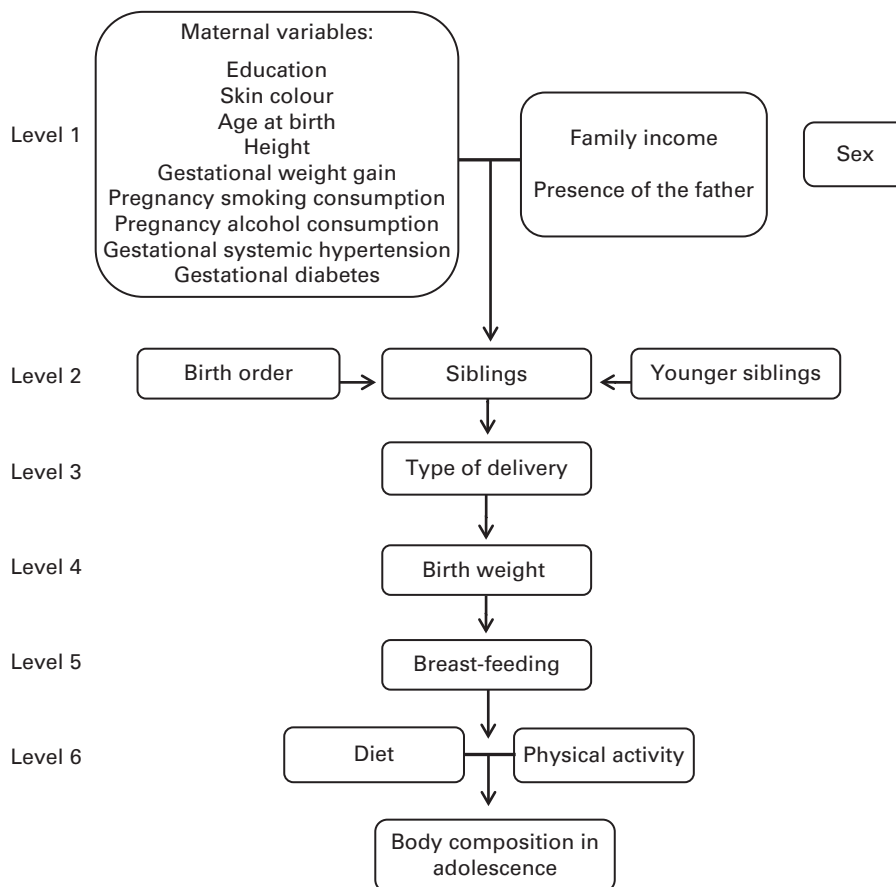 Maternal variables:
Education
Skin colour
Age at birth
Height
Gestational weight gain
Pregnancy smoking consumption
Pregnancy alcohol consumption
Gestational systemic hypertension
Gestational diabetes
Level 1
Family income
Presence of the father
Sex
Level 2
Birth order
Siblings
Younger siblings
Level 3
Type of delivery
Level 4
Birth weight
Level 5
Breast-feeding
Level 6
Diet
Physical activity
Body composition in
adolescence